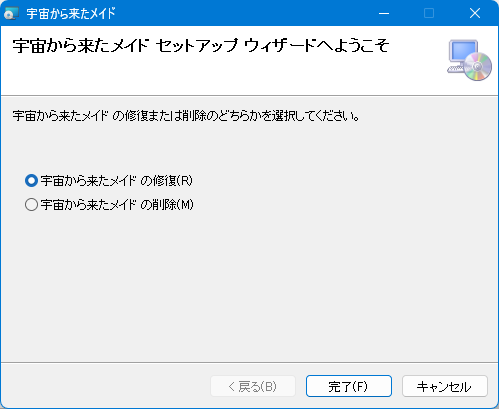 宇宙から来たメイド
宇宙から来たメイド セットアップ ウィザードへようこそ
宇宙から来たメイド の修復または削除のどちらかを選択してください。
宇宙から来たメイド の修復(R)
宇宙から来たメイド の削除(M)
< 戻る(B)
完了(F)
キャンセル